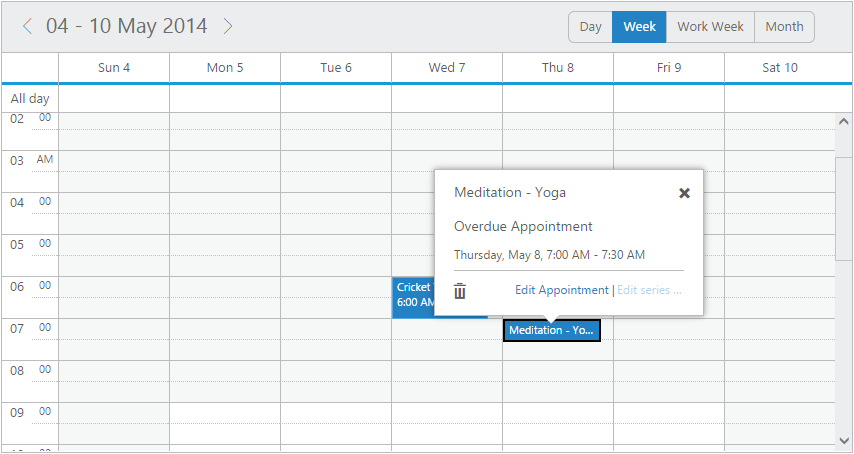 04 - 10 May 2014
Day Week Work Week Month
Sun 4 Mon 5 Tue 6 Wed 7 Thu 8 Fri 9 Sat 10
All day
02 00
03 AM
04 00
05 00
06 00
07 00
08 00
09 00
Cricket
6:00 AM
Meditation - Yoga
Overdue Appointment
Thursday, May 8, 7:00 AM - 7:30 AM
Edit Appointment | Edit series ...
Meditation - Yo...